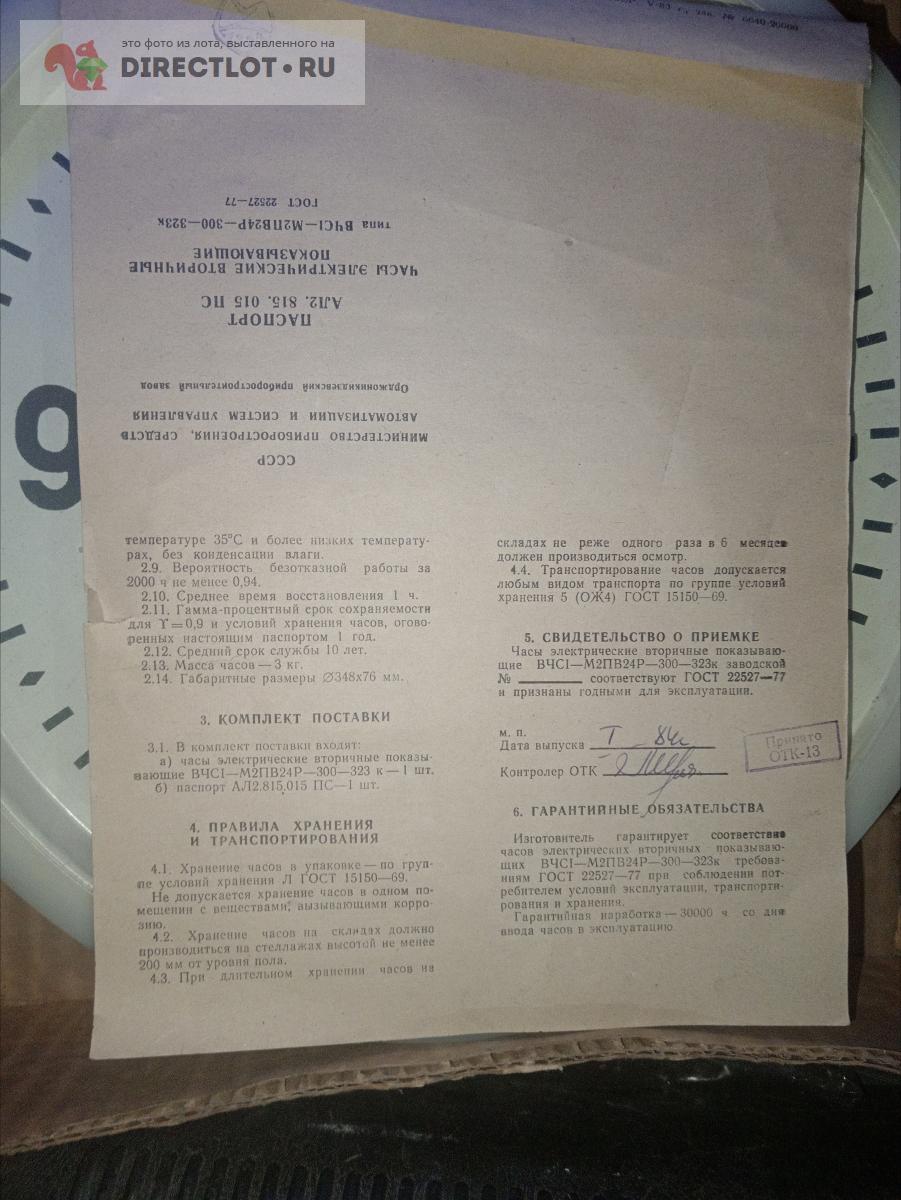 это фото из лота, выставленного на
DIRECTLOT.RU
СССР
МИНИСТЕРСТВО ПРИБОРОСТРОЕНИЯ, СРЕДСТВ
АВТОМАТИЗАЦИИ И СИСТЕМ УПРАВЛЕНИЯ
Орджоникидзевский приборостроительный завод
ПАСПОРТ
АЛ2. 815. 015 ПС
ЧАСЫ ЭЛЕКТРИЧЕСКИЕ ВТОРИЧНЫЕ
ПОКАЗЫВАЮЩИЕ
типа ВЧС1—М2ПВ24Р—300—323к
ГОСТ 22527—77
9
температуре 35°С и более низких температу-
рах, без конденсации влаги.
2.9. Вероятность безотказной работы за
2000 ч не менее 0,94.
2.10. Среднее время восстановления 1 ч.
2.11. Гамма-процентный срок сохраняемости
для ϒ=0,9 и условий хранения часов, огово-
ренных настоящим паспортом 1 год.
2.12. Средний срок службы 10 лет.
2.13. Масса часов — 3 кг.
2.14. Габаритные размеры ∅348х76 мм.
3. КОМПЛЕКТ ПОСТАВКИ
3.1. В комплект поставки входят:
а) часы электрические вторичные показы-
вающие ВЧС1—М2ПВ24Р—300—323 к — 1 шт.
б) паспорт АЛ2.815.015 ПС—1 шт.
4. ПРАВИЛА ХРАНЕНИЯ
И ТРАНСПОРТИРОВАНИЯ
4.1. Хранение часов в упаковке — по груп-
пе условий хранения Л ГОСТ 15150—69.
Не допускается хранение часов в одном по-
мещении с веществами, вызывающими корро-
зию.
4.2. Хранение часов на складах должно
производиться на стеллажах высотой не менее
200 мм от уровня пола.
4.3. При длительном хранении часов на
складах не реже одного раза в 6 месяцев
должен производиться осмотр.
4.4. Транспортирование часов допускается
любым видом транспорта по группе условий
хранения 5 (ОЖ4) ГОСТ 15150—69.
5. СВИДЕТЕЛЬСТВО О ПРИЕМКЕ
Часы электрические вторичные показываю-
щие ВЧС1—М2ПВ24Р—300—323к заводской
№ соответствуют ГОСТ 22527—77
и признаны годными для эксплуатации.
м. п.
Дата выпуска I — 84г
Контролер ОТК
Принято
ОТК-13
6. ГАРАНТИЙНЫЕ ОБЯЗАТЕЛЬСТВА
Изготовитель гарантирует соответствие
часов электрических вторичных показываю-
щих ВЧС1—М2ПВ24Р—300—323к требова-
ниям ГОСТ 22527—77 при соблюдении пот-
ребителем условий эксплуатации, транспорти-
рования и хранения.
Гарантийная наработка — 30000 ч со дня
ввода часов в эксплуатацию